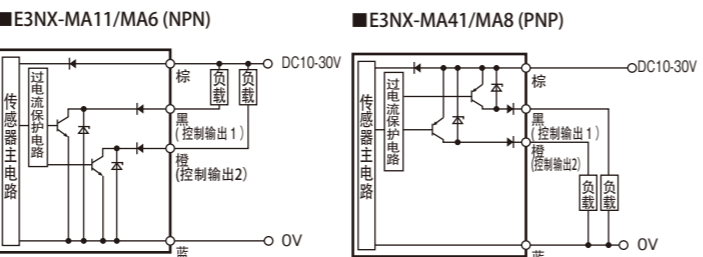 ■E3NX-MA11/MA6 (NPN)
传感器主电路
过电流保护电路
棕
负载
负载
DC10-30V
黑
(控制输出1)
橙
(控制输出2)
蓝
0V
■E3NX-MA41/MA8 (PNP)
传感器主电路
过电流保护电路
棕
DC10-30V
黑
(控制输出1)
橙
(控制输出2)
负载
负载
蓝
0V